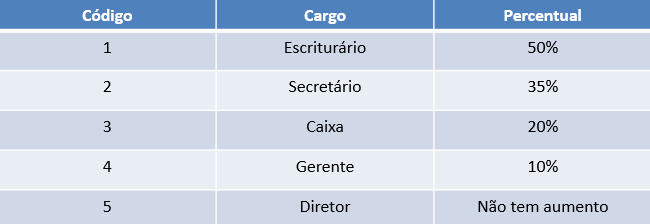 Código Cargo Percentual
1 Escriturário 50%
2 Secretário 35%
3 Caixa 20%
4 Gerente 10%
5 Diretor Não tem aumento